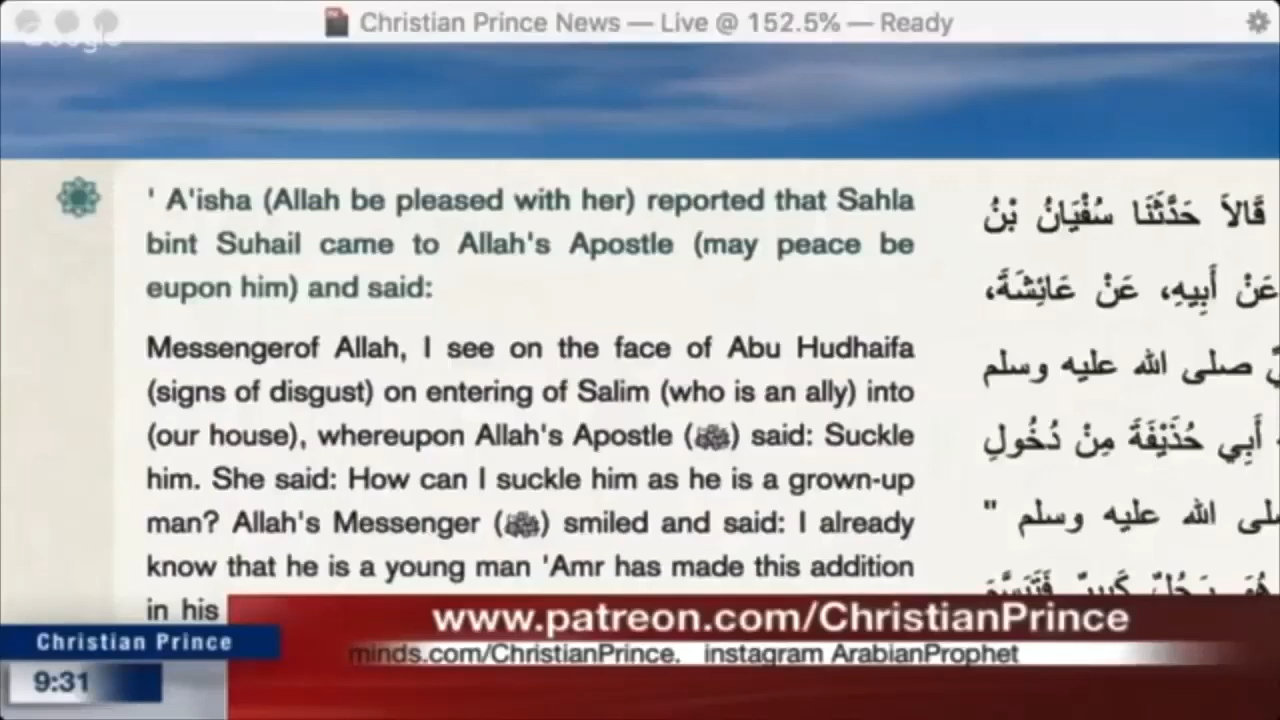 Christian Prince News — Live @ 152.5% — Ready
Google
' A'isha (Allah be pleased with her) reported that Sahla
bint Suhail came to Allah's Apostle (may peace be
eupon him) and said:
Messengerof Allah, I see on the face of Abu Hudhaifa
(signs of disgust) on entering of Salim (who is an ally) into
(our house), whereupon Allah's Apostle (ﷺ) said: Suckle
him. She said: How can I suckle him as he is a grown-up
man? Allah's Messenger (ﷺ) smiled and said: I already
know that he is a young man 'Amr has made this addition
in his
قَالاَ حَدَّثَنَا سُفْيَانُ بْنُ
عَنْ أَبِيهِ، عَنْ عَائِشَةَ،
صلى الله عليه وسلم
أَبِي حُذَيْفَةَ مِنْ دُخُولِ
الله عليه وسلم "
رَجُلٌ كَبِيرٌ
www.patreon.com/ChristianPrince
Christian Prince
minds.com/ChristianPrince. instagram ArabianProphet
9:31